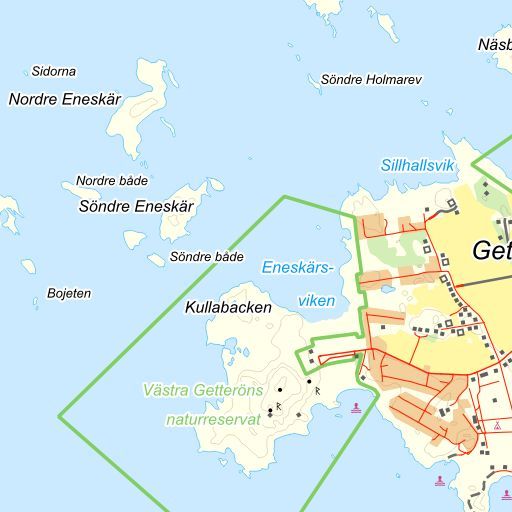 Näsb
Sidorna
Söndre Holmarev
Nordre Eneskär
Sillhallsvik
Nordre både
Söndre Eneskär
Get
Söndre både
Eneskärs-
viken
Bojeten
Kullabacken
Västra Getteröns
naturreservat
R
R